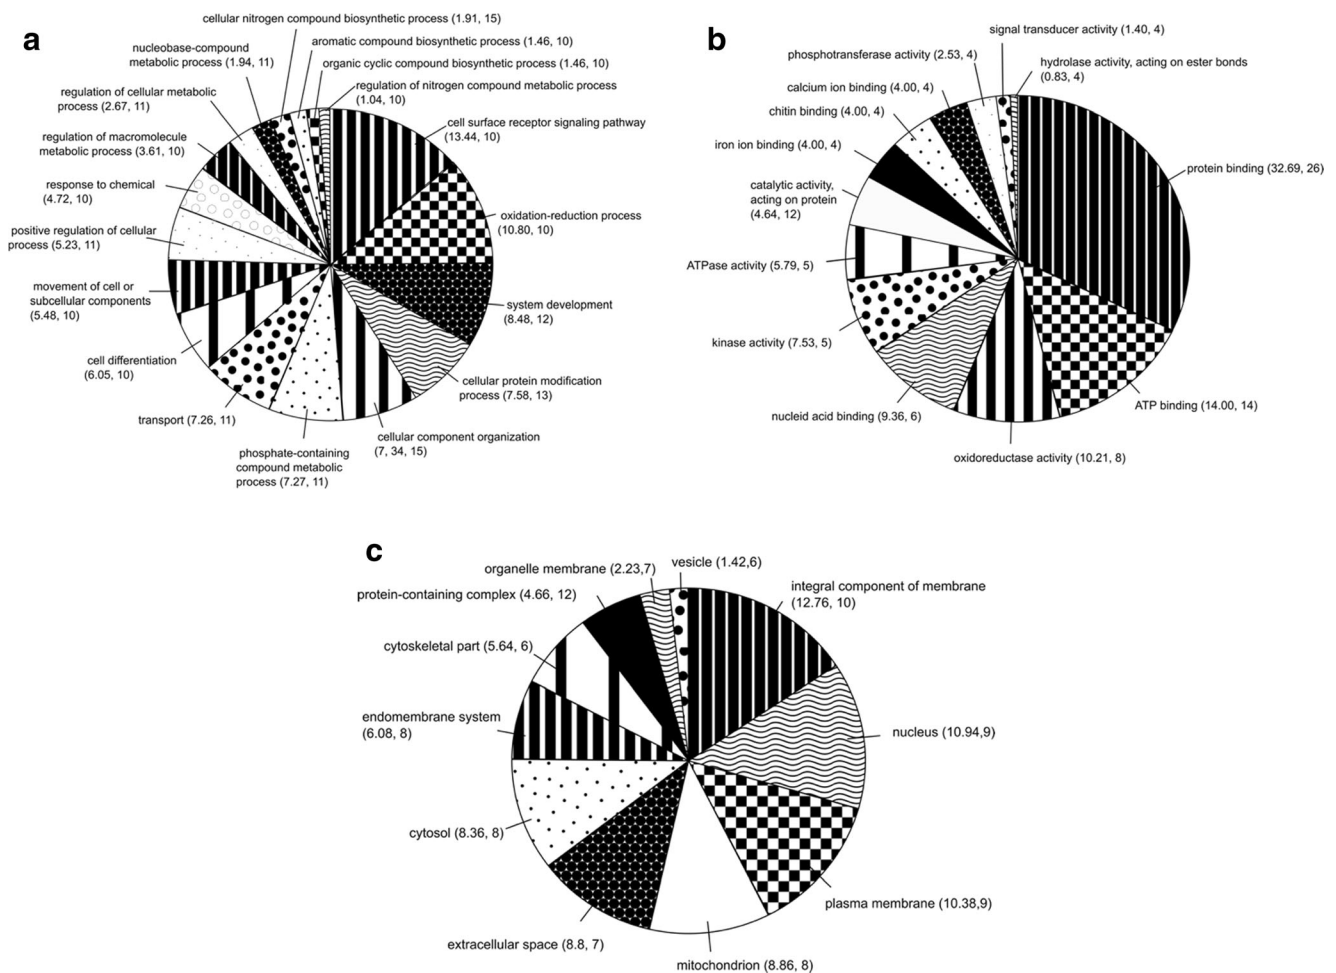 a
cellular nitrogen compound biosynthetic process (1.91, 15)
aromatic compound biosynthetic process (1.46, 10)
organic cyclic compound biosynthetic process (1.46, 10)
regulation of nitrogen compound metabolic process
(1.04, 10)
cell surface receptor signaling pathway
(13.44, 10)
oxidation-reduction process
(10.80, 10)
system development
(8.48, 12)
cellular protein modification
process (7.58, 13)
cellular component organization
(7, 34, 15)
phosphate-containing
compound metabolic
process (7.27, 11)
transport (7.26, 11)
cell differentiation
(6.05, 10)
movement of cell or
subcellular components
(5.48, 10)
positive regulation of cellular
process (5.23, 11)
response to chemical
(4.72, 10)
regulation of macromolecule
metabolic process (3.61, 10)
regulation of cellular metabolic
process (2.67, 11)
nucleobase-compound
metabolic process (1.94, 11)
b
signal transducer activity (1.40, 4)
hydrolase activity, acting on ester bonds
(0.83, 4)
protein binding (32.69, 26)
ATP binding (14.00, 14)
oxidoreductase activity (10.21, 8)
nucleid acid binding (9.36, 6)
kinase activity (7.53, 5)
ATPase activity (5.79, 5)
catalytic activity,
acting on protein
(4.64, 12)
iron ion binding (4.00, 4)
chitin binding (4.00, 4)
calcium ion binding (4.00, 4)
phosphotransferase activity (2.53, 4)
c
vesicle (1.42,6)
integral component of membrane
(12.76, 10)
nucleus (10.94,9)
plasma membrane (10.38,9)
mitochondrion (8.86, 8)
extracellular space (8.8, 7)
cytosol (8.36, 8)
endomembrane system
(6.08, 8)
cytoskeletal part (5.64, 6)
protein-containing complex (4.66, 12)
organelle membrane (2.23,7)